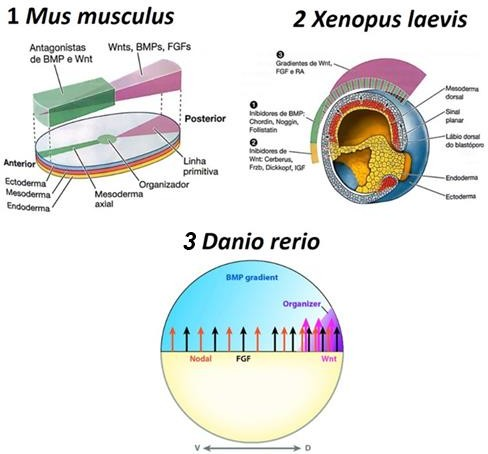 1 Mus musculus
Antagonistas
de BMP e Wnt
Wnts, BMPs, FGFs
Posterior
Anterior
Ectoderma
Mesoderma
Endoderma
Mesoderma
axial
Organizador
Linha
primitiva
2 Xenopus laevis
3 Gradientes de Wnt,
FGF e RA
1
Inibidores de BMP:
Chordin, Noggin,
Follistatin
2
Inibidores de
Wnt: Cerberus,
Frzb, Dickkopf, IGF
Mesoderma
dorsal
Sinal
planar
Lábio dorsal
do blastóporo
Endoderma
Ectoderma
3 Danio rerio
BMP gradient
Organizer
Nodal
FGF
Wnt
V
D